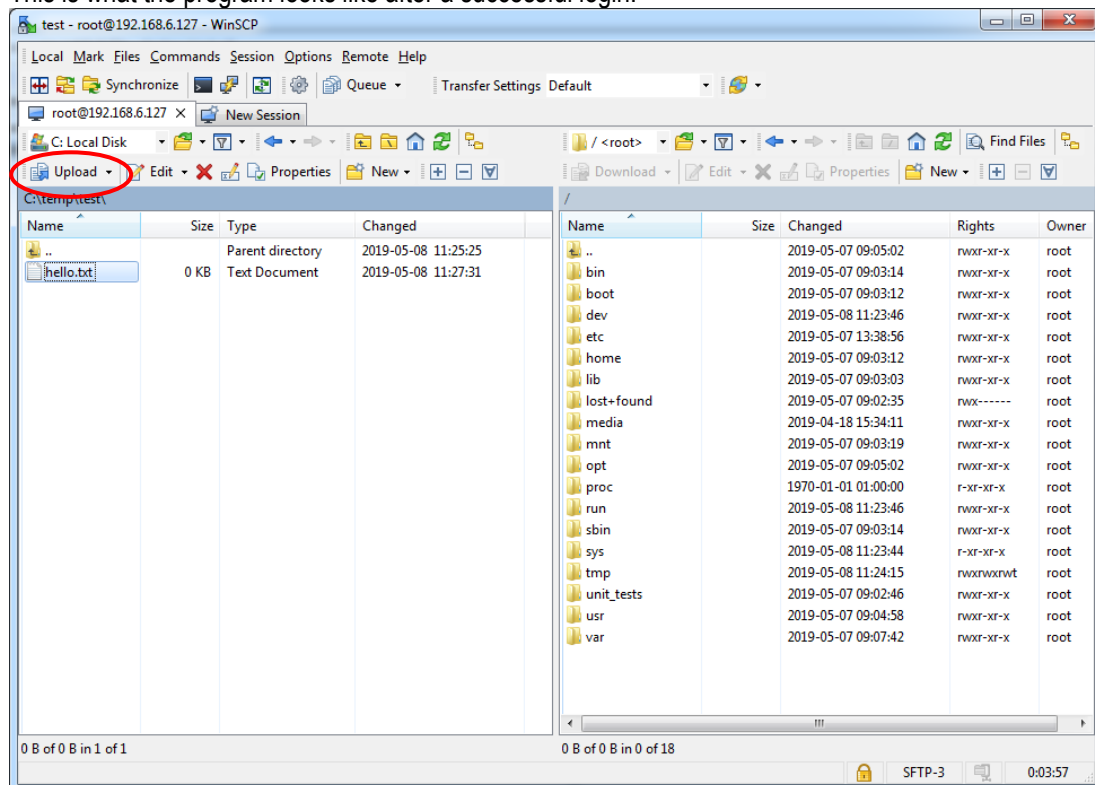 This is what the program looks like after a successful login:
test - root@192.168.6.127 - WinSCP
Local Mark Files Commands Session Options Remote Help
Synchronize Queue Transfer Settings Default
root@192.168.6.127 New Session
C: Local Disk / <root> Find Files
Upload Edit Properties New Download Edit Properties New
C:\temp\test\ /
Name Size Type Changed Name Size Changed Rights Owner
.. Parent directory 2019-05-08 11:25:25 .. 2019-05-07 09:05:02 rwxr-xr-x root
hello.txt 0 KB Text Document 2019-05-08 11:27:31 bin 2019-05-07 09:03:14 rwxr-xr-x root
boot 2019-05-07 09:03:12 rwxr-xr-x root
dev 2019-05-08 11:23:46 rwxr-xr-x root
etc 2019-05-07 13:38:56 rwxr-xr-x root
home 2019-05-07 09:03:12 rwxr-xr-x root
lib 2019-05-07 09:03:03 rwxr-xr-x root
lost+found 2019-05-07 09:02:35 rwx------ root
media 2019-04-18 15:34:11 rwxr-xr-x root
mnt 2019-05-07 09:03:19 rwxr-xr-x root
opt 2019-05-07 09:05:02 rwxr-xr-x root
proc 1970-01-01 01:00:00 r-xr-xr-x root
run 2019-05-08 11:23:46 rwxr-xr-x root
sbin 2019-05-07 09:03:14 rwxr-xr-x root
sys 2019-05-08 11:23:44 r-xr-xr-x root
tmp 2019-05-08 11:24:15 rwxrwxrwt root
unit_tests 2019-05-07 09:02:46 rwxr-xr-x root
usr 2019-05-07 09:04:58 rwxr-xr-x root
var 2019-05-07 09:07:42 rwxr-xr-x root
0 B of 0 B in 1 of 1 0 B of 0 B in 0 of 18
SFTP-3 0:03:57